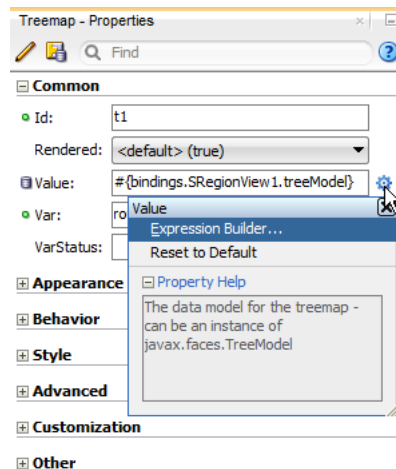 Treemap - Properties
Find
Common
Id: t1
Rendered: <default> (true)
Value: #{bindings.SRegionView1.treeModel}
Var: ro
Value
VarStatus:
Expression Builder...
Reset to Default
Appearance
Property Help
The data model for the treemap -
can be an instance of
javax.faces.TreeModel
Behavior
Style
Advanced
Customization
Other